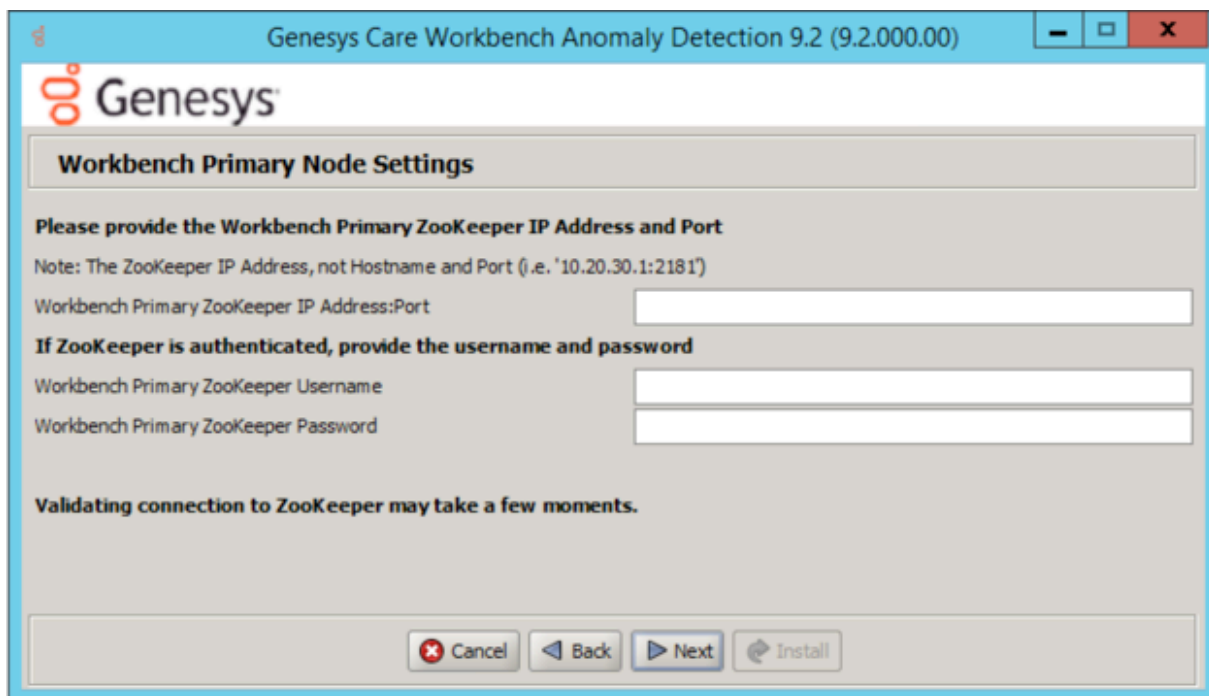 Genesys Care Workbench Anomaly Detection 9.2 (9.2.000.00)
Genesys
Workbench Primary Node Settings
Please provide the Workbench Primary ZooKeeper IP Address and Port
Note: The ZooKeeper IP Address, not Hostname and Port (i.e. '10.20.30.1:2181')
Workbench Primary ZooKeeper IP Address:Port
If ZooKeeper is authenticated, provide the username and password
Workbench Primary ZooKeeper Username
Workbench Primary ZooKeeper Password
Validating connection to ZooKeeper may take a few moments.
Cancel Back Next Install